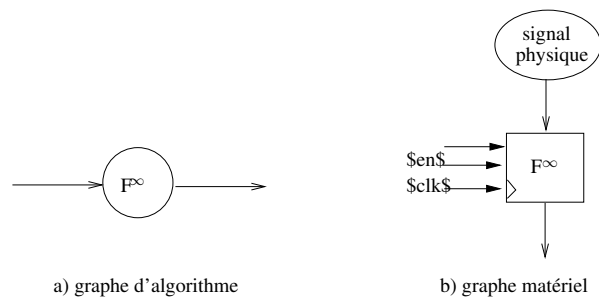 signal
physique
$en$
F∞
$clk$
F∞
a) graphe d'algorithme
b) graphe matériel